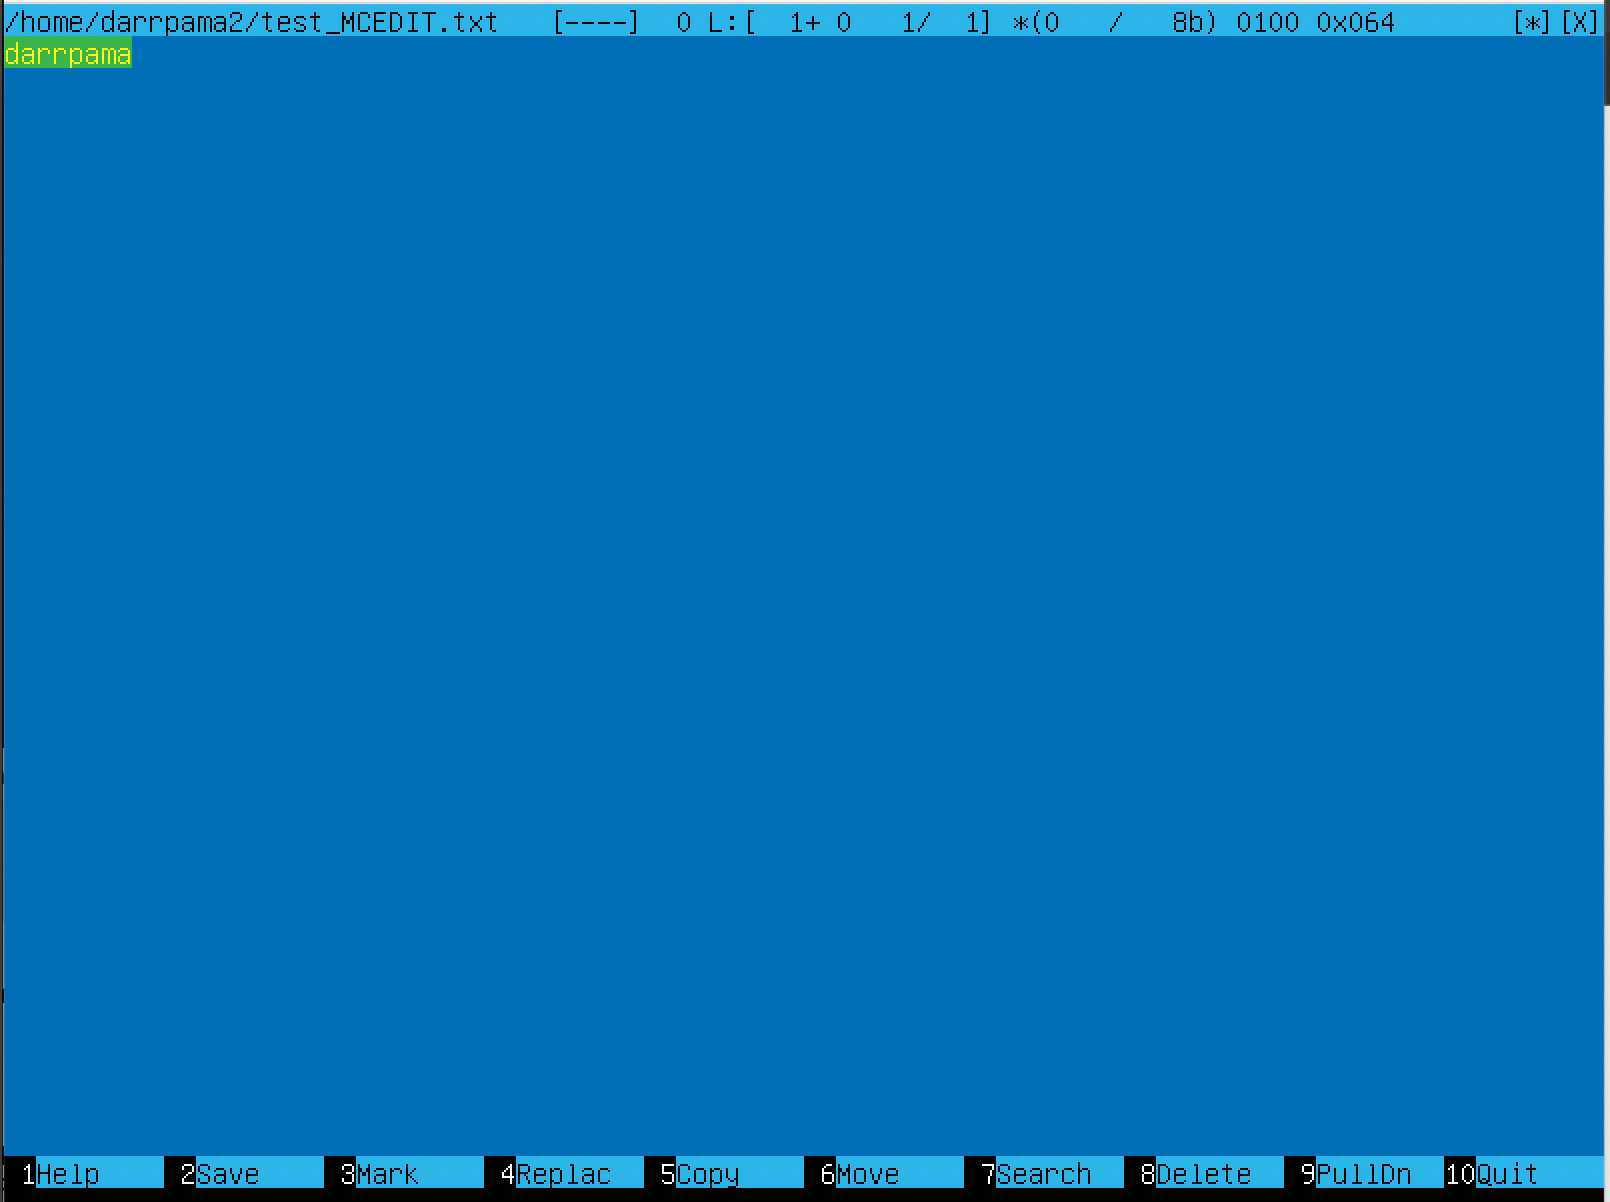 /home/darrpama2/test_MCEDIT.txt [----] 0 L:[ 1+ 0 1/ 1] *(0 / 8b) 0100 0x064 [*][X]
darrpama
1Help 2Save 3Mark 4Replac 5Copy 6Move 7Search 8Delete 9PullDn 10Quit